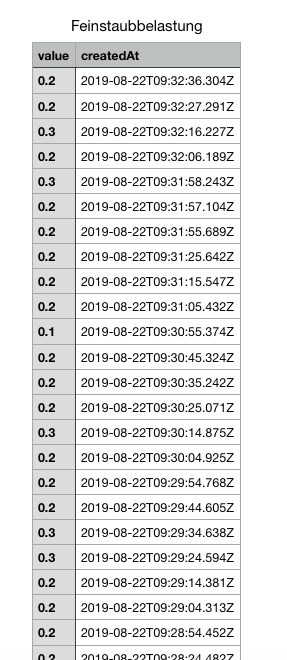 Feinstaubbelastung
value createdAt
0.2 2019-08-22T09:32:36.304Z
0.2 2019-08-22T09:32:27.291Z
0.3 2019-08-22T09:32:16.227Z
0.2 2019-08-22T09:32:06.189Z
0.3 2019-08-22T09:31:58.243Z
0.2 2019-08-22T09:31:57.104Z
0.2 2019-08-22T09:31:55.689Z
0.2 2019-08-22T09:31:25.642Z
0.2 2019-08-22T09:31:15.547Z
0.2 2019-08-22T09:31:05.432Z
0.1 2019-08-22T09:30:55.374Z
0.2 2019-08-22T09:30:45.324Z
0.2 2019-08-22T09:30:35.242Z
0.2 2019-08-22T09:30:25.071Z
0.3 2019-08-22T09:30:14.875Z
0.2 2019-08-22T09:30:04.925Z
0.2 2019-08-22T09:29:54.768Z
0.2 2019-08-22T09:29:44.605Z
0.3 2019-08-22T09:29:34.638Z
0.3 2019-08-22T09:29:24.594Z
0.2 2019-08-22T09:29:14.381Z
0.2 2019-08-22T09:29:04.313Z
0.2 2019-08-22T09:28:54.452Z
0.2 2019-08-22T09:28:24.482Z